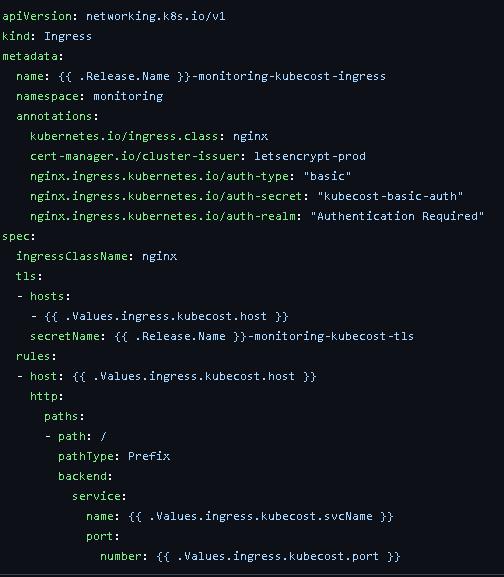 apiVersion: networking.k8s.io/v1
kind: Ingress
metadata:
  name: {{ .Release.Name }}-monitoring-kubecost-ingress
  namespace: monitoring
  annotations:
    kubernetes.io/ingress.class: nginx
    cert-manager.io/cluster-issuer: letsencrypt-prod
    nginx.ingress.kubernetes.io/auth-type: "basic"
    nginx.ingress.kubernetes.io/auth-secret: "kubecost-basic-auth"
    nginx.ingress.kubernetes.io/auth-realm: "Authentication Required"
spec:
  ingressClassName: nginx
  tls:
  - hosts:
    - {{ .Values.ingress.kubecost.host }}
    secretName: {{ .Release.Name }}-monitoring-kubecost-tls
  rules:
  - host: {{ .Values.ingress.kubecost.host }}
    http:
      paths:
      - path: /
        pathType: Prefix
        backend:
          service:
            name: {{ .Values.ingress.kubecost.svcName }}
            port:
              number: {{ .Values.ingress.kubecost.port }}